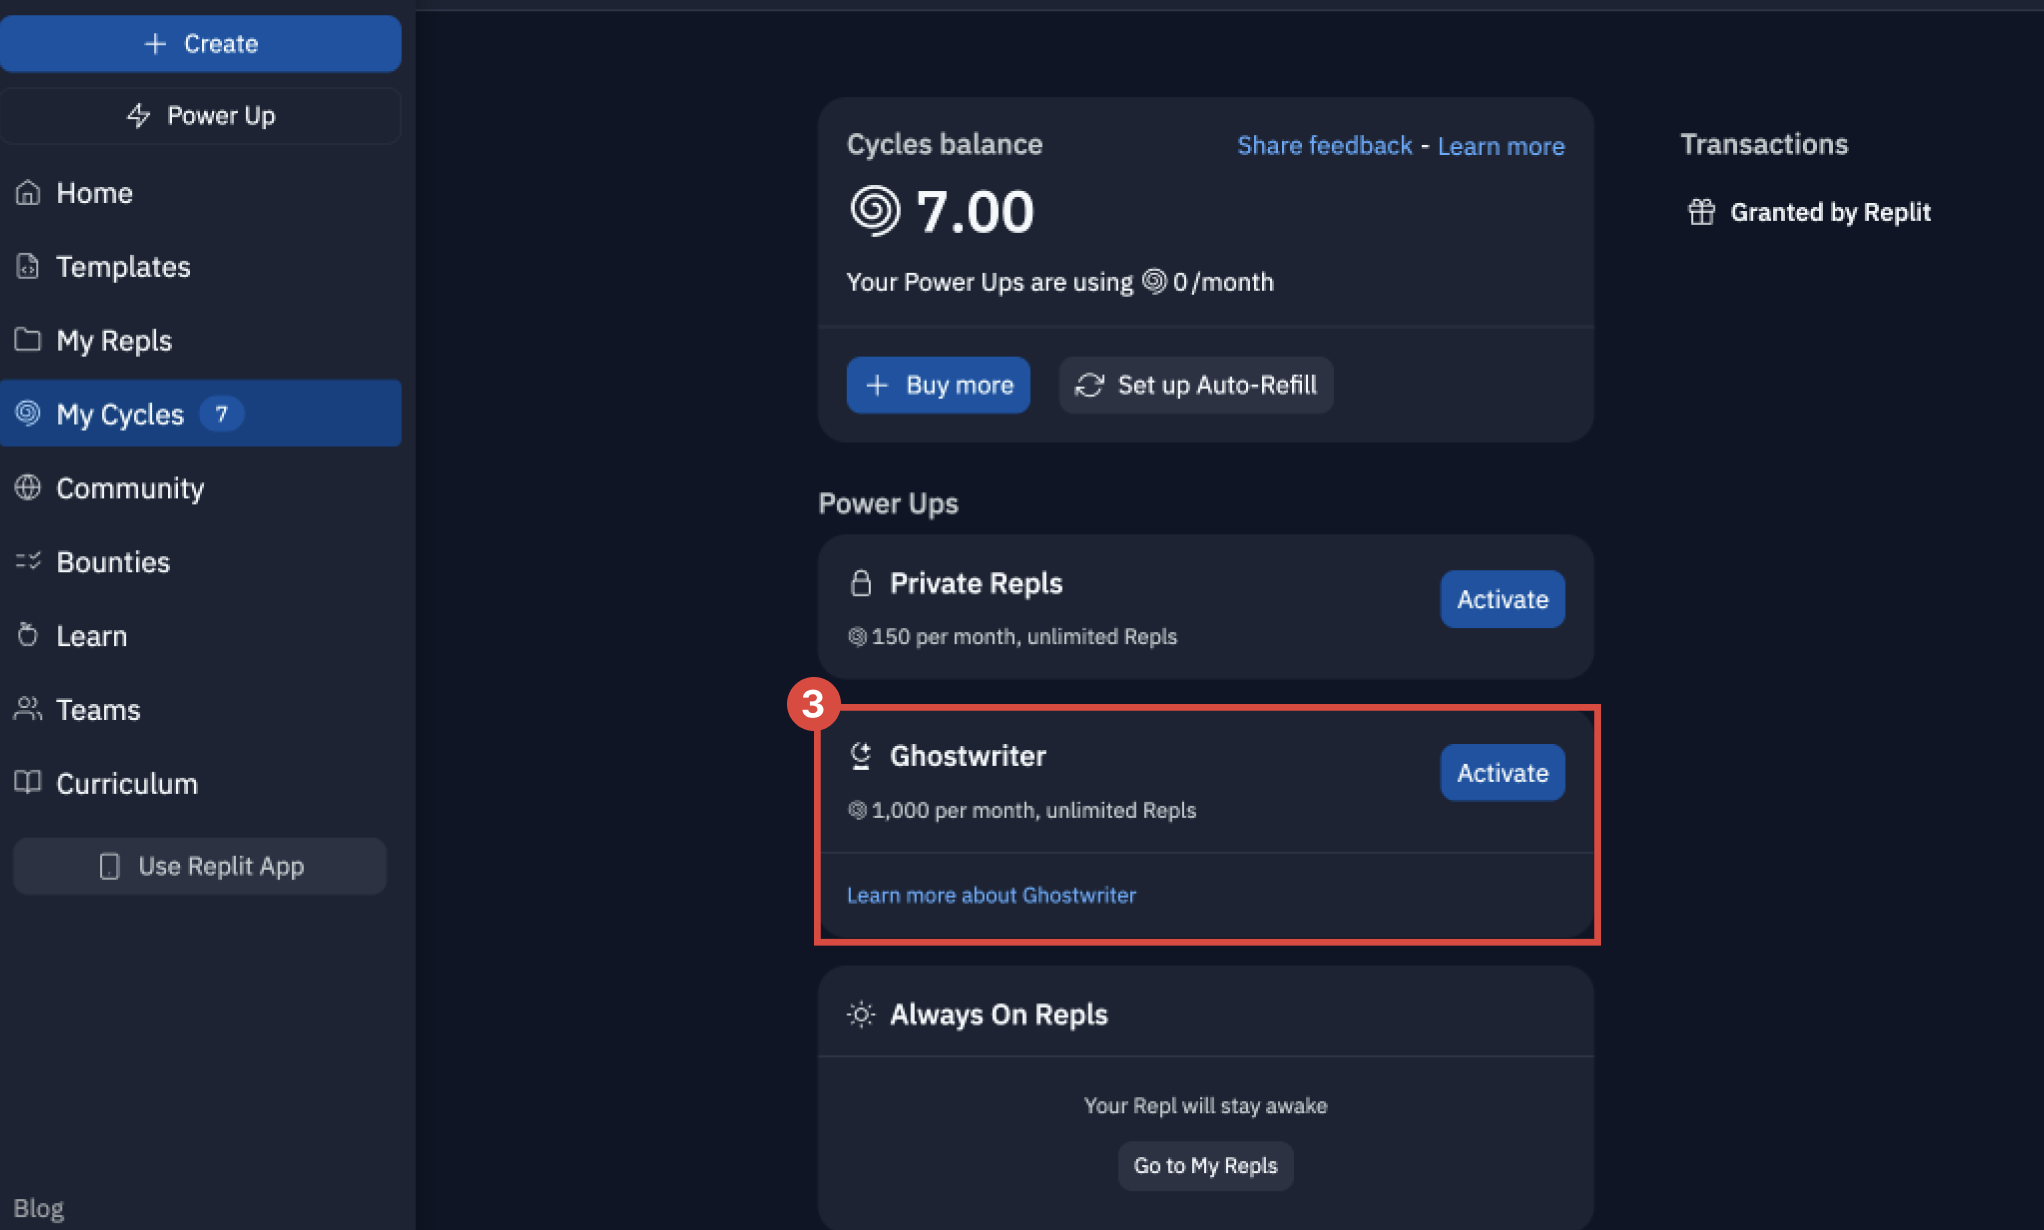 Create
Power Up
Home
Templates
My Repls
My Cycles 7
Community
Bounties
Learn
Teams
Curriculum
Use Replit App
Blog
Cycles balance
Share feedback - Learn more
7.00
Your Power Ups are using 0/month
+ Buy more
Set up Auto-Refill
Power Ups
Private Repls
150 per month, unlimited Repls
Activate
3
Ghostwriter
1,000 per month, unlimited Repls
Activate
Learn more about Ghostwriter
Always On Repls
Your Repl will stay awake
Go to My Repls
Transactions
Granted by Replit